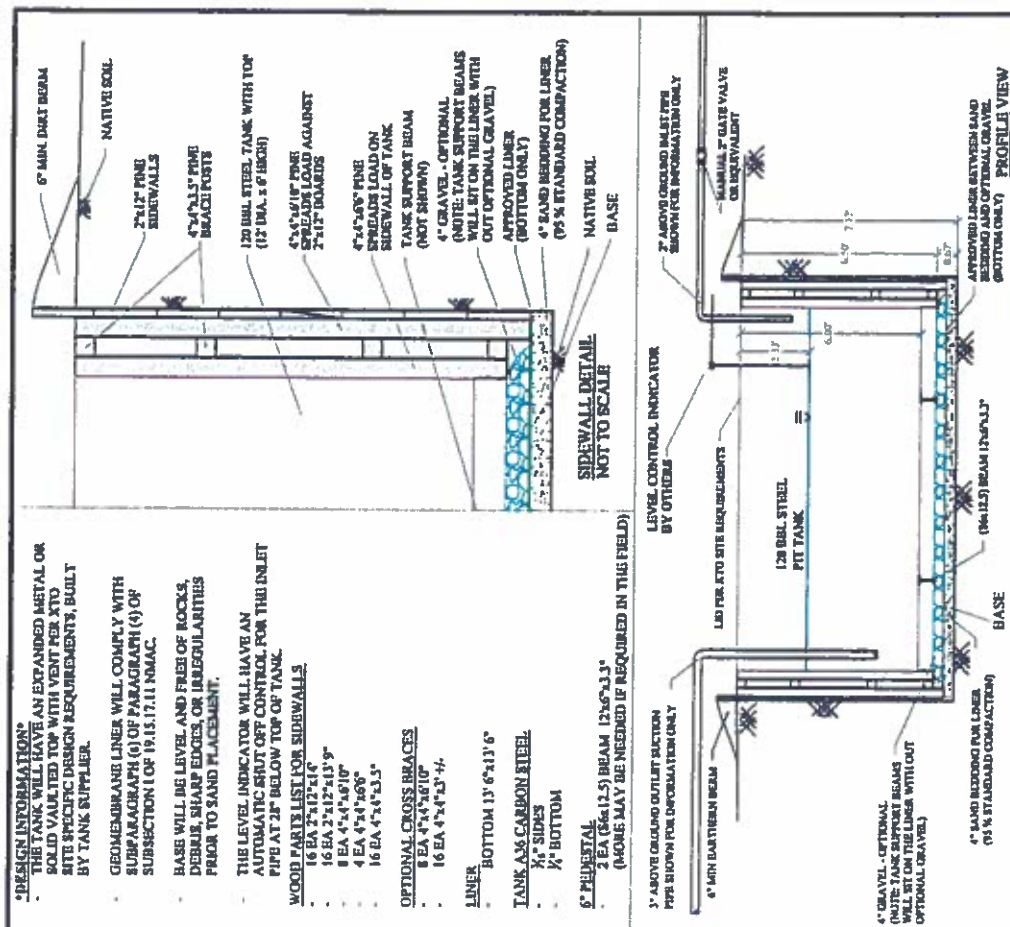 *DESIGN INFORMATION*
- THE TANK WILL HAVE AN EXPANDED METAL OR
SOLID VAULTED TOP WITH VENT PER XTO
SITE SPECIFIC DESIGN REQUIREMENTS, BUILT
BY TANK SUPPLIER.
- GEOMEMBRANE LINER WILL COMPLY WITH
SUBPARAGRAPH OF PARAGRAPH (4) OF
SUBSECTION I OF 19.15.17.11 NMAC.
- BASE WILL BE LEVEL AND FREE OF ROCKS,
DEBRIS, SHARP EDGES, OR IRREGULARITIES
PRIOR TO SAND PLACEMENT.
- THE LEVEL INDICATOR WILL HAVE AN
AUTOMATIC SHUT OFF CONTROL FOR THE INLET
PIPE AT 28" BELOW TOP OF TANK.
WOOD PARTS LIST FOR SIDEWALLS
- 16 EA 2"x12"x14'
- 16 EA 2"x12"x13'9"
- 8 EA 4"x4"x6'10"
- 4 EA 4"x4"x6'6"
- 16 EA 4"x4"x3.5"
OPTIONAL CROSS BRACES
- 8 EA 4"x4"x6'10"
- 16 EA 4"x4"x3' +/-
LINER
- BOTTOM 13' 6"x13' 6"
TANK A36 CARBON STEEL
- SIDES
- 1/4" BOTTOM
6" PEDESTAL
- 2 EA (S6x12.5) BEAM 12'x6"x3.3"
(MORE MAY BE NEEDED IF REQUIRED IN THE FIELD)
6" MIN. DIRT BERM
NATIVE SOIL
2"x12" PINE
SIDEWALLS
4"x4"x3.5" PINE
BRACE POSTS
120 BBL STEEL TANK WITH TOP
(12' DIA. x 6' HIGH)
4"x4"x6'10" PINE
SPREADS LOAD AGAINST
2"x12" BOARDS
4"x4"x6'6" PINE
SPREADS LOAD ON
SIDEWALL OF TANK
TANK SUPPORT BEAM
(NOT SHOWN)
4" GRAVEL - OPTIONAL
(NOTE: TANK SUPPORT BEAMS
WILL SIT ON THE LINER WITH
OUT OPTIONAL GRAVEL)
APPROVED LINER
(BOTTOM ONLY)
4" SAND BEDDING FOR LINER
(95 % STANDARD COMPACTION)
NATIVE SOIL
BASE
SIDEWALL DETAIL
NOT TO SCALE
3" ABOVE GROUND OUTLET SUCTION
PIPE SHOWN FOR INFORMATION ONLY
6" MIN EARTHERN BERM
4" GRAVEL - OPTIONAL
(NOTE: TANK SUPPORT BEAMS
WILL SIT ON THE LINER WITH OUT
OPTIONAL GRAVEL)
4" SAND BEDDING FOR LINER
(95 % STANDARD COMPACTION)
LEVEL CONTROL INDICATOR
BY OTHERS
LID PER XTO SITE REQUIREMENTS
120 BBL STEEL
PIT TANK
BASE
(S6x12.5) BEAM 12'x6"x3.3"
2" ABOVE GROUND INLET PIPE
SHOWN FOR INFORMATION ONLY
MANUAL 2" GATE VALVE
OR EQUIVALENT
2.33'
6.00'
6.50'
0.67'
APPROVED LINER BETWEEN SAND
BEDDING AND OPTIONAL GRAVEL
(BOTTOM ONLY)
PROFILE VIEW